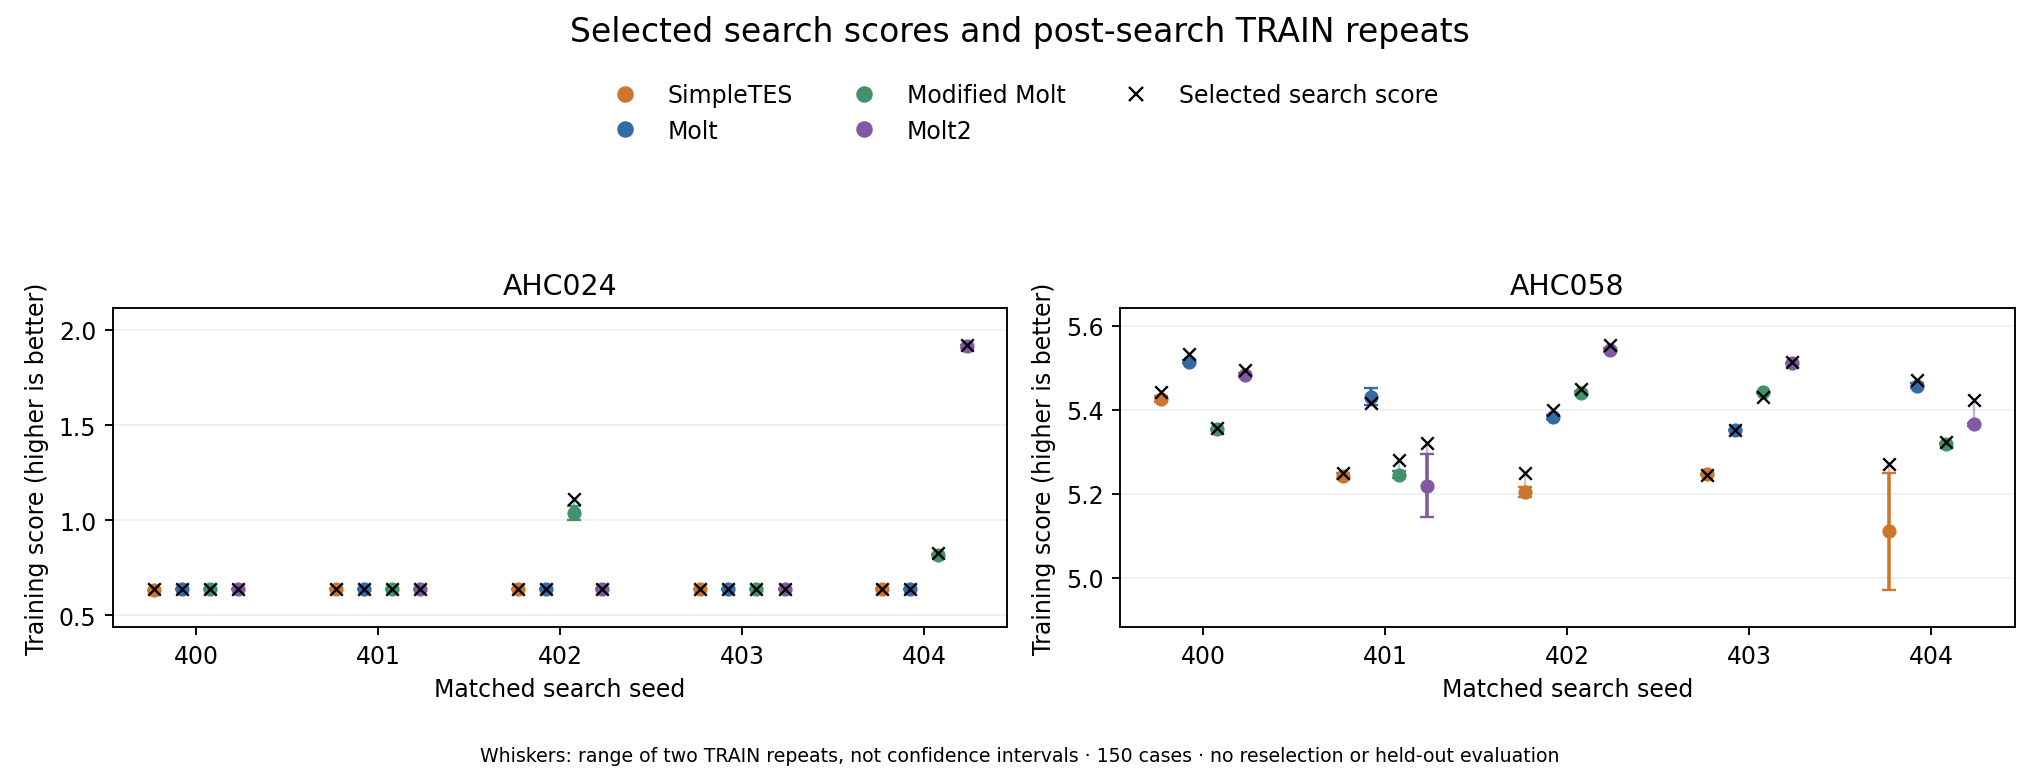 Selected search scores and post-search TRAIN repeats
SimpleTES
Molt
Modified Molt
Molt2
Selected search score
AHC024
Training score (higher is better)
2.0
1.5
1.0
0.5
400 401 402 403 404
Matched search seed
AHC058
Training score (higher is better)
5.6
5.4
5.2
5.0
400 401 402 403 404
Matched search seed
Whiskers: range of two TRAIN repeats, not confidence intervals · 150 cases · no reselection or held-out evaluation